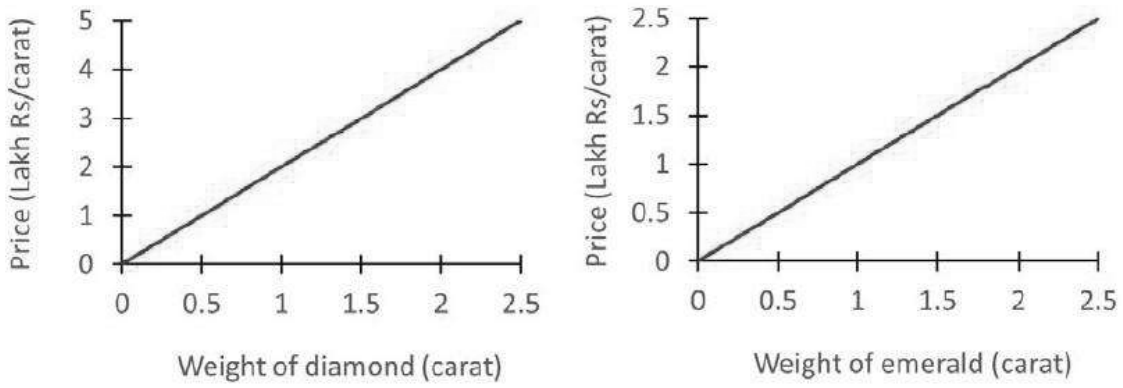 Price (Lakh Rs/carat)
5
4
3
2
1
0
0 0.5 1 1.5 2 2.5
Weight of diamond (carat)
Price (Lakh Rs/carat)
2.5
2
1.5
1
0.5
0
0 0.5 1 1.5 2 2.5
Weight of emerald (carat)